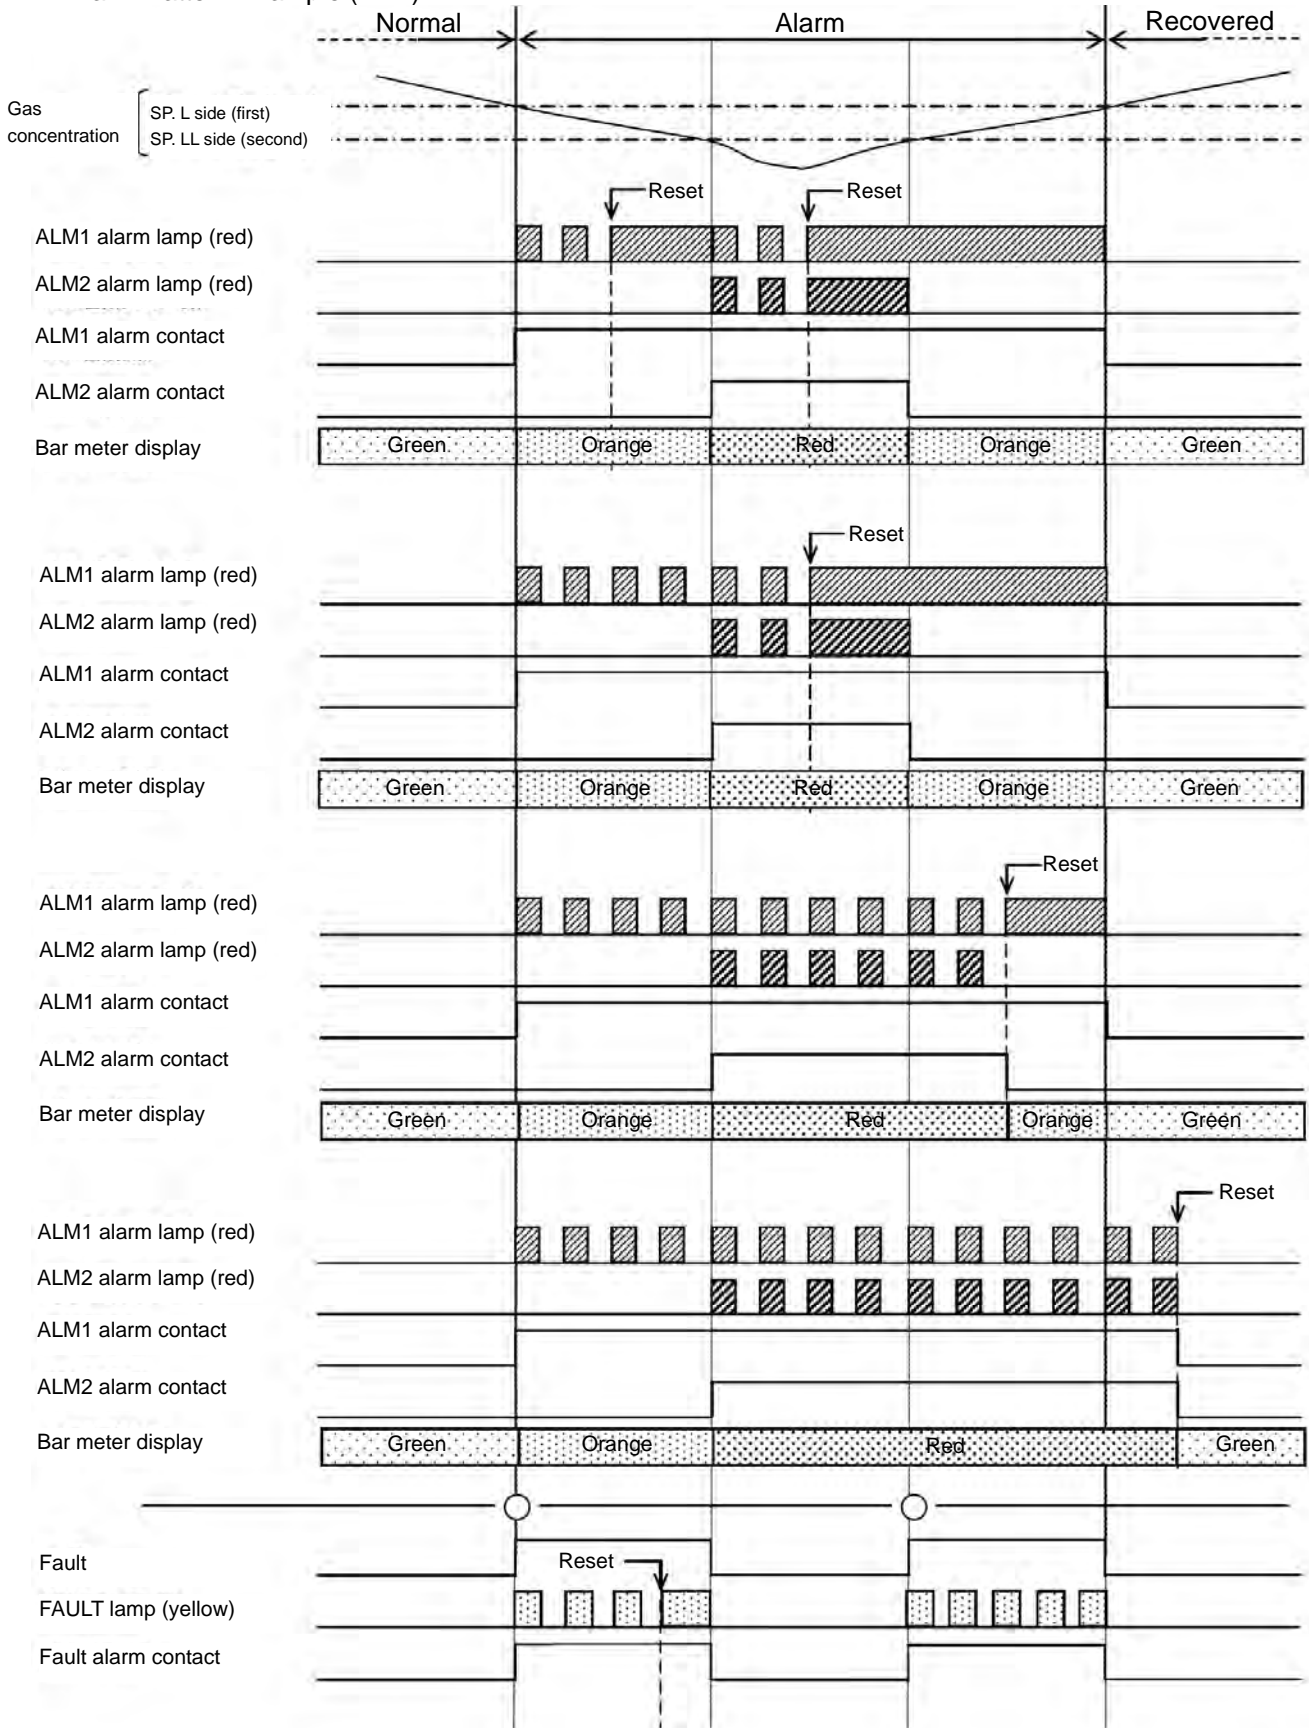 Normal Alarm Recovered
Gas
concentration
SP. L side (first)
SP. LL side (second)
Reset Reset
ALM1 alarm lamp (red)
ALM2 alarm lamp (red)
ALM1 alarm contact
ALM2 alarm contact
Bar meter display Green Orange Red Orange Green
Reset
ALM1 alarm lamp (red)
ALM2 alarm lamp (red)
ALM1 alarm contact
ALM2 alarm contact
Bar meter display Green Orange Red Orange Green
Reset
ALM1 alarm lamp (red)
ALM2 alarm lamp (red)
ALM1 alarm contact
ALM2 alarm contact
Bar meter display Green Orange Red Orange Green
Reset
ALM1 alarm lamp (red)
ALM2 alarm lamp (red)
ALM1 alarm contact
ALM2 alarm contact
Bar meter display Green Orange Red Green
Fault Reset
FAULT lamp (yellow)
Fault alarm contact